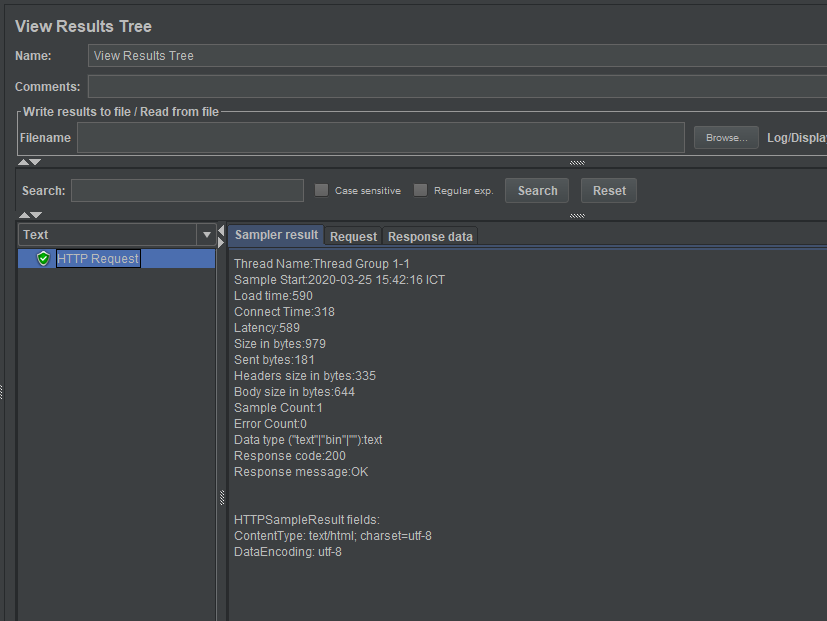 View Results Tree
Name: View Results Tree
Comments:
Write results to file / Read from file
Filename Browse... Log/Display
Search: Case sensitive Regular exp. Search Reset
Text Sampler result Request Response data
HTTP Request
Thread Name:Thread Group 1-1
Sample Start:2020-03-25 15:42:16 ICT
Load time:590
Connect Time:318
Latency:589
Size in bytes:979
Sent bytes:181
Headers size in bytes:335
Body size in bytes:644
Sample Count:1
Error Count:0
Data type ("text"|"bin"|""):text
Response code:200
Response message:OK
HTTPSampleResult fields:
ContentType: text/html; charset=utf-8
DataEncoding: utf-8